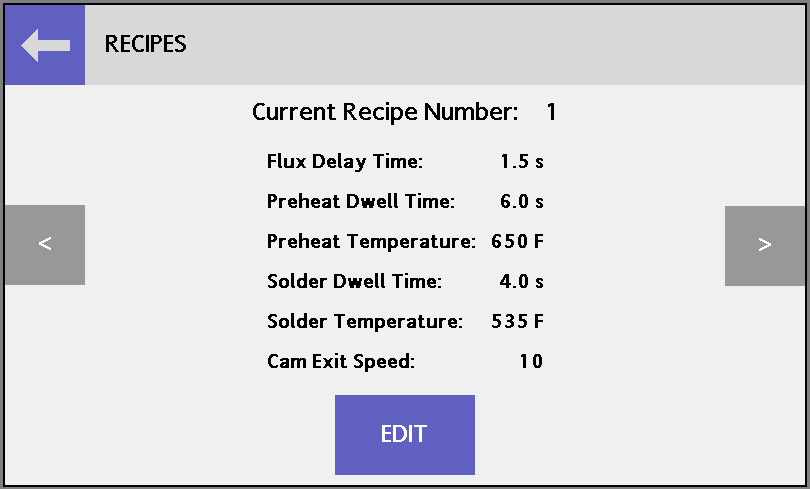 RECIPES
Current Recipe Number: 1
Flux Delay Time: 1.5 s
Preheat Dwell Time: 6.0 s
Preheat Temperature: 650 F
Solder Dwell Time: 4.0 s
Solder Temperature: 535 F
Cam Exit Speed: 10
<
>
EDIT